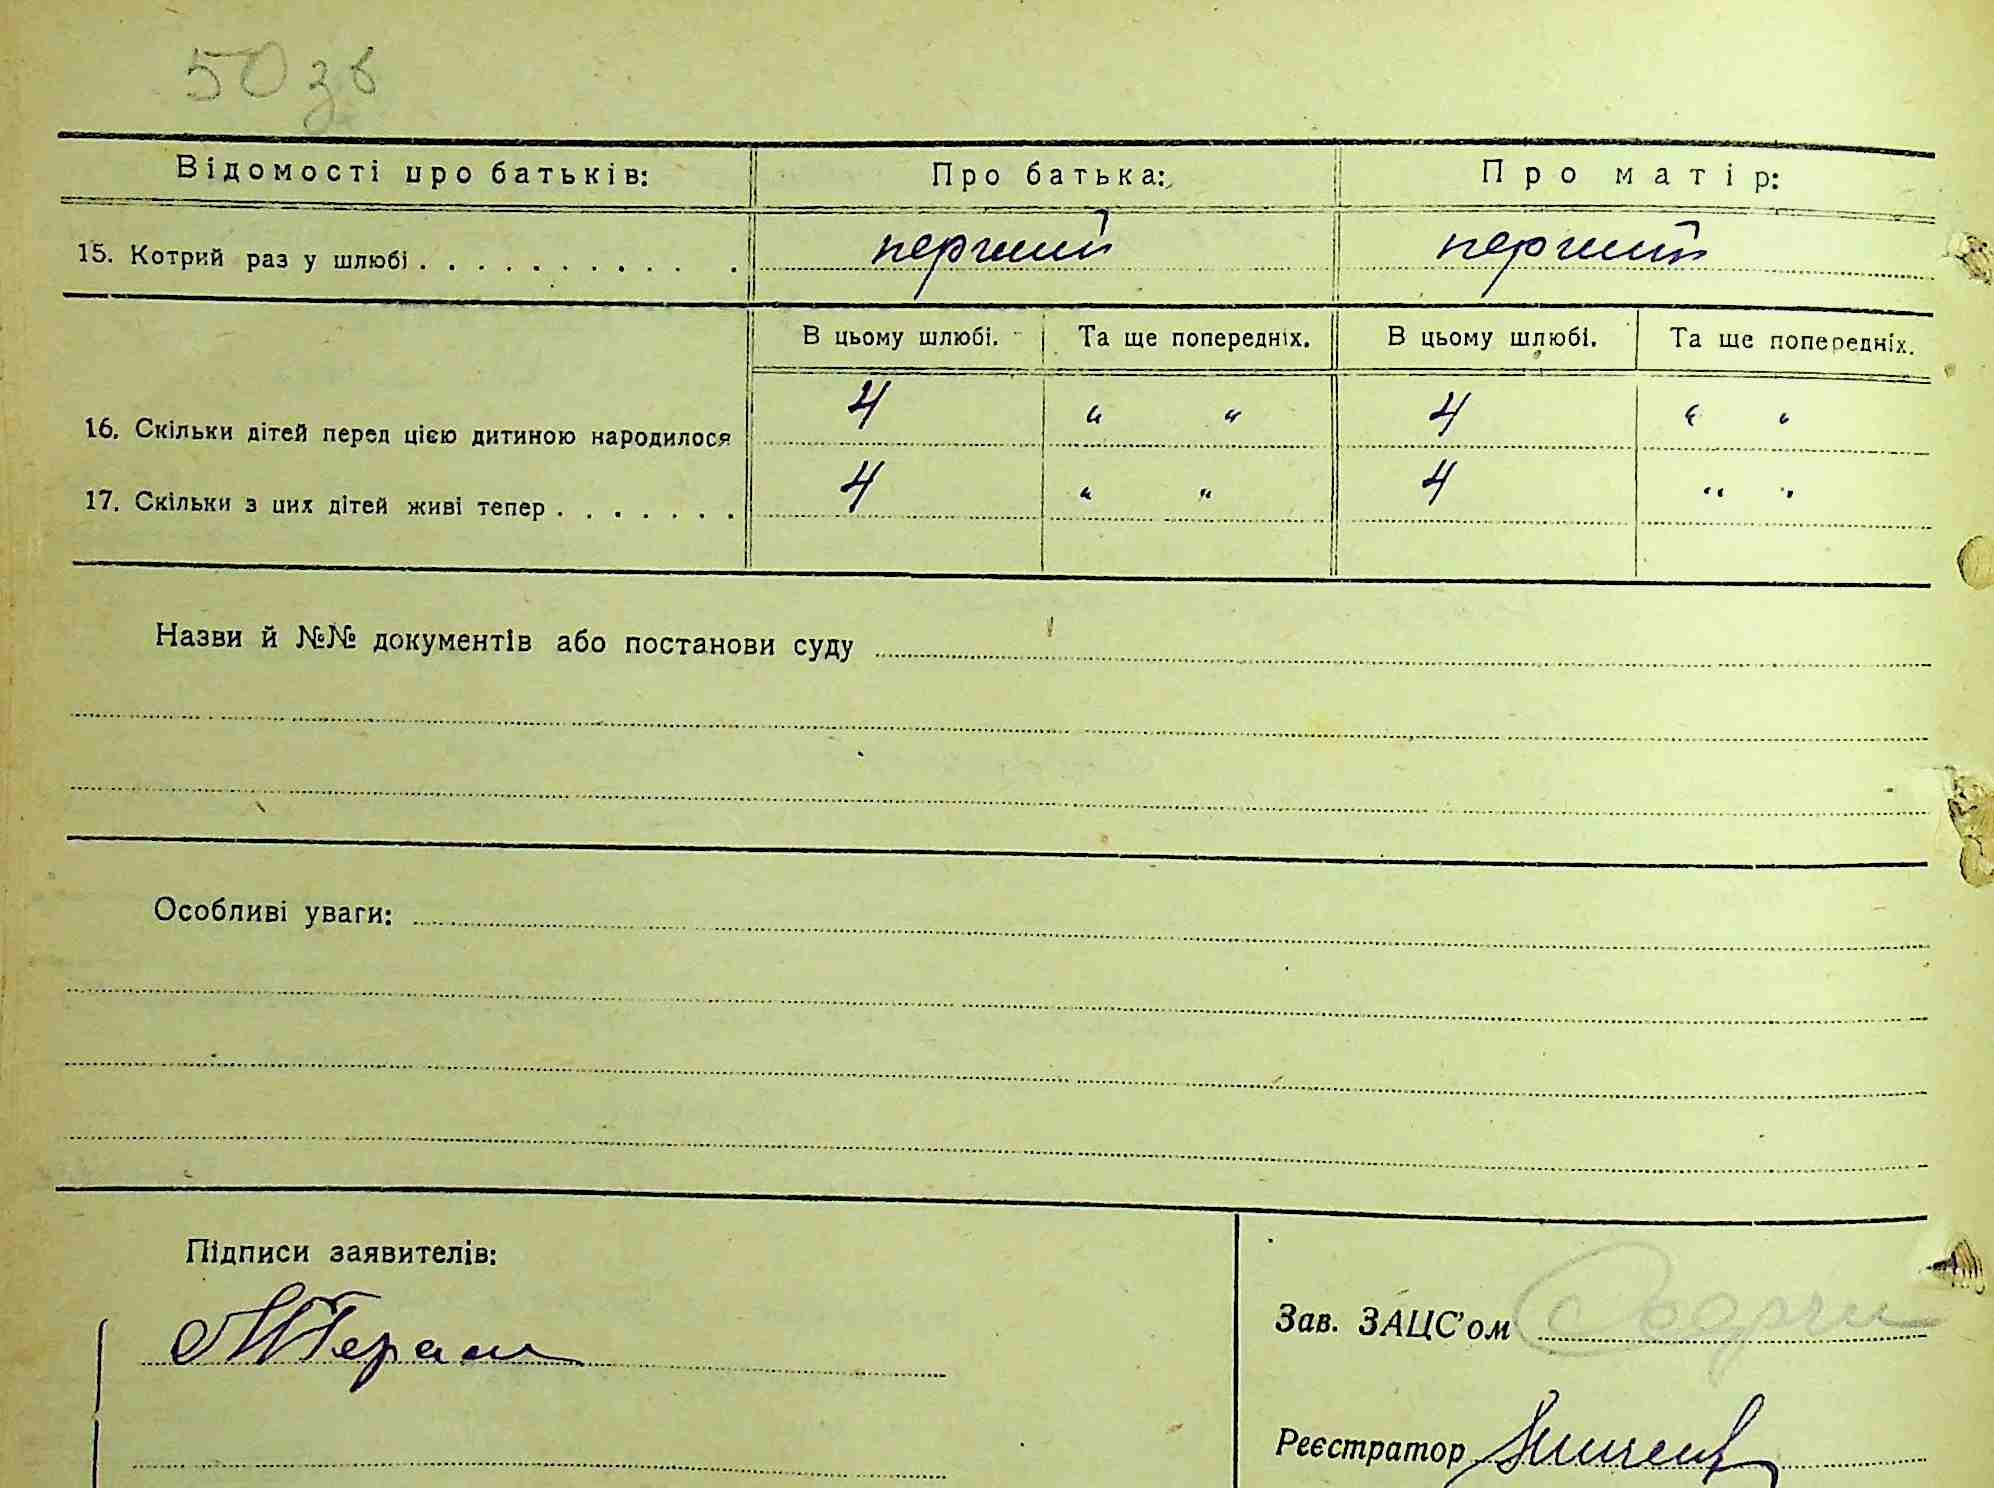 50 зв
Відомості про батьків: Про батька: Про матір:
15. Котрий раз у шлюбі . . . . . . . . . . . перший перший
В цьому шлюбі. Та ще попередніх. В цьому шлюбі. Та ще попередніх.
16. Скільки дітей перед цією дитиною народилося 4 " " 4 " "
17. Скільки з цих дітей живі тепер . . . . . . . 4 " " 4 " "
Назви й №№ документів або постанови суду
Особливі уваги:
Підписи заявителів:
Зав. ЗАЦС'ом
Реєстратор